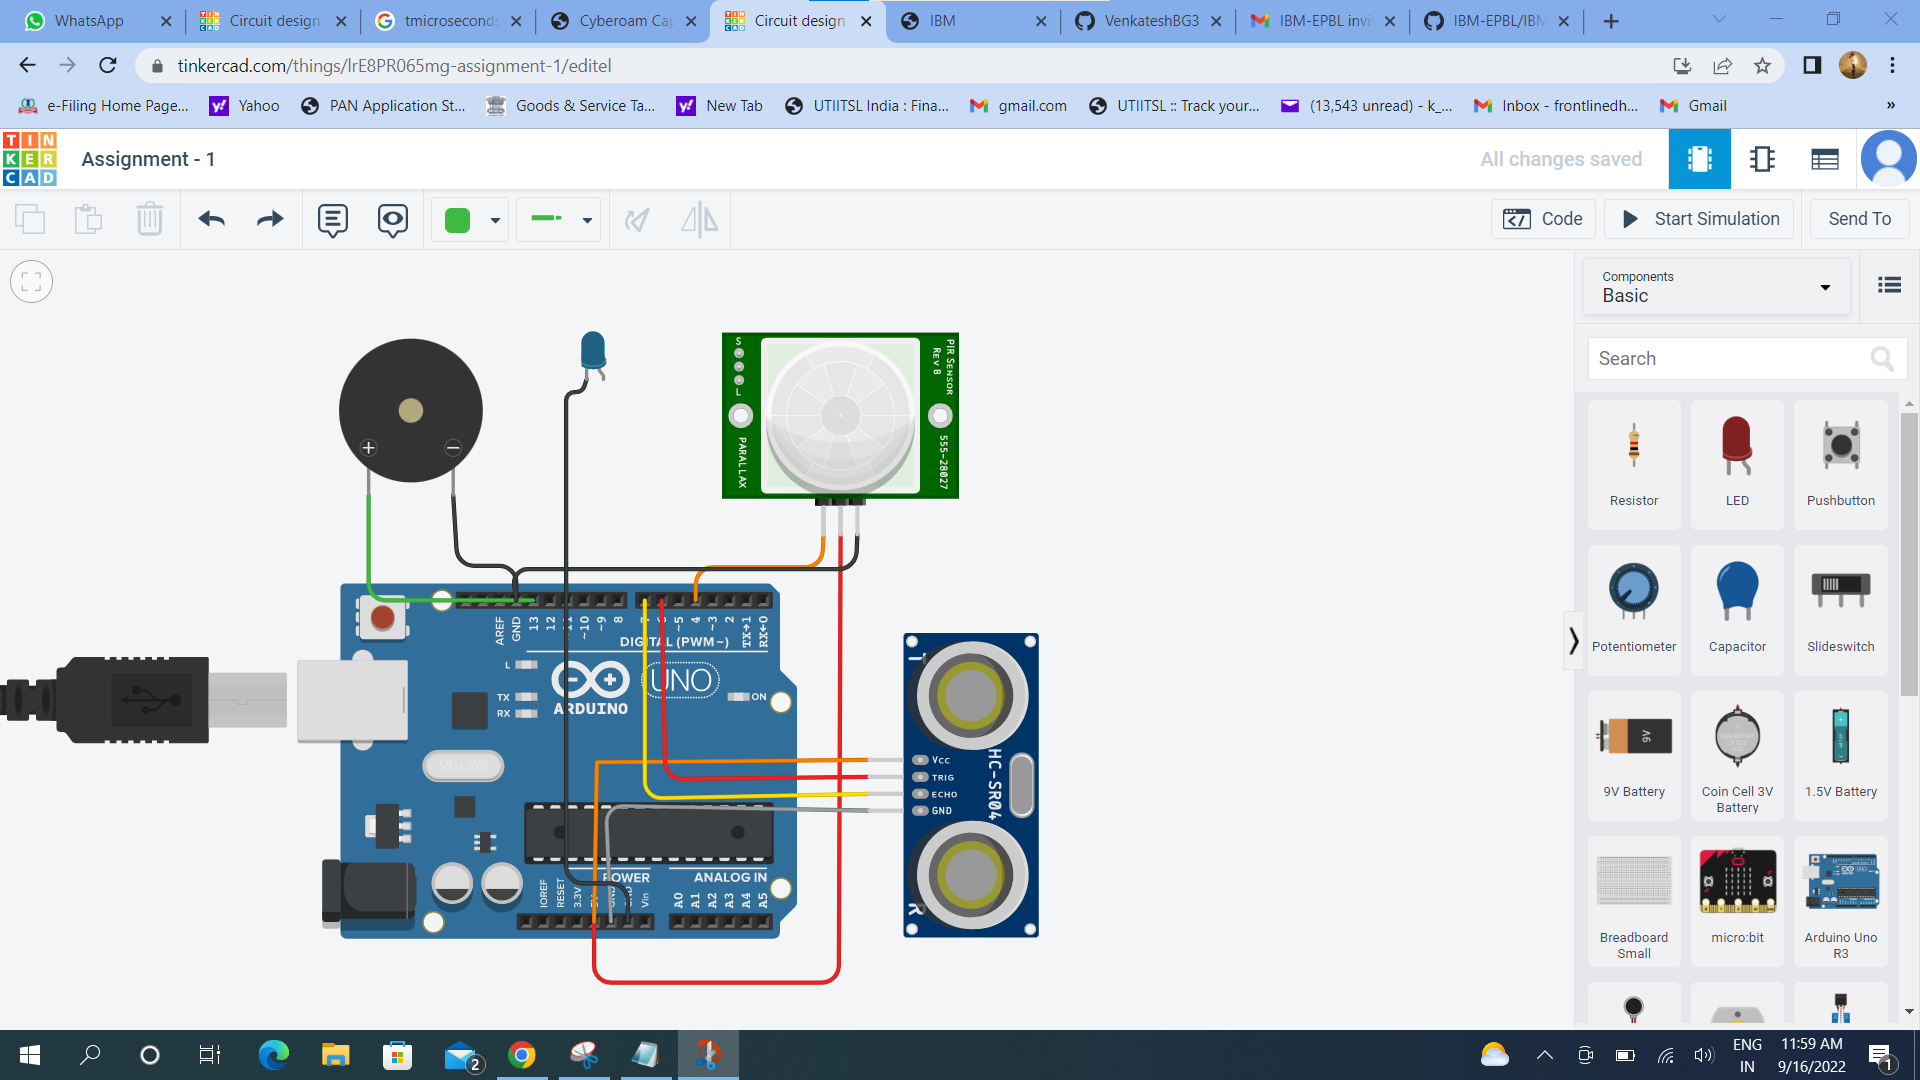 WhatsApp
Circuit design
tmicroseconds
Cyberoam Cap
Circuit design
IBM
VenkateshBG3
IBM-EPBL invi
IBM-EPBL/IBM
tinkercad.com/things/lrE8PR065mg-assignment-1/editel
e-Filing Home Page...
Yahoo
PAN Application St...
Goods & Service Ta...
New Tab
UTIITSL India : Fina...
gmail.com
UTIITSL :: Track your...
(13,543 unread) - k_...
Inbox - frontlinedh...
Gmail
»
TIN
KER
CAD
Assignment - 1
All changes saved
Code
Start Simulation
Send To
Components
Basic
Search
Resistor
LED
Pushbutton
Potentiometer
Capacitor
Slideswitch
9V
9V Battery
Coin Cell 3V
Battery
1.5V Battery
Breadboard
Small
micro:bit
Arduino Uno
R3
S
L
PARALLAX
PIR SENSOR
REV B
555-28027
+
−
AREF
GND
13
12
~10
~9
8
~5
4
~3
2
TX→1
RX←0
DIGITAL (PWM~)
L
TX
RX
ARDUINO
UNO
ON
POWER
ANALOG IN
IOREF
RESET
3.3V
Vin
A0
A1
A2
A3
A4
A5
T
Vcc
TRIG
ECHO
GND
HC-SR04
R
2
ENG
IN
11:59 AM
9/16/2022
1